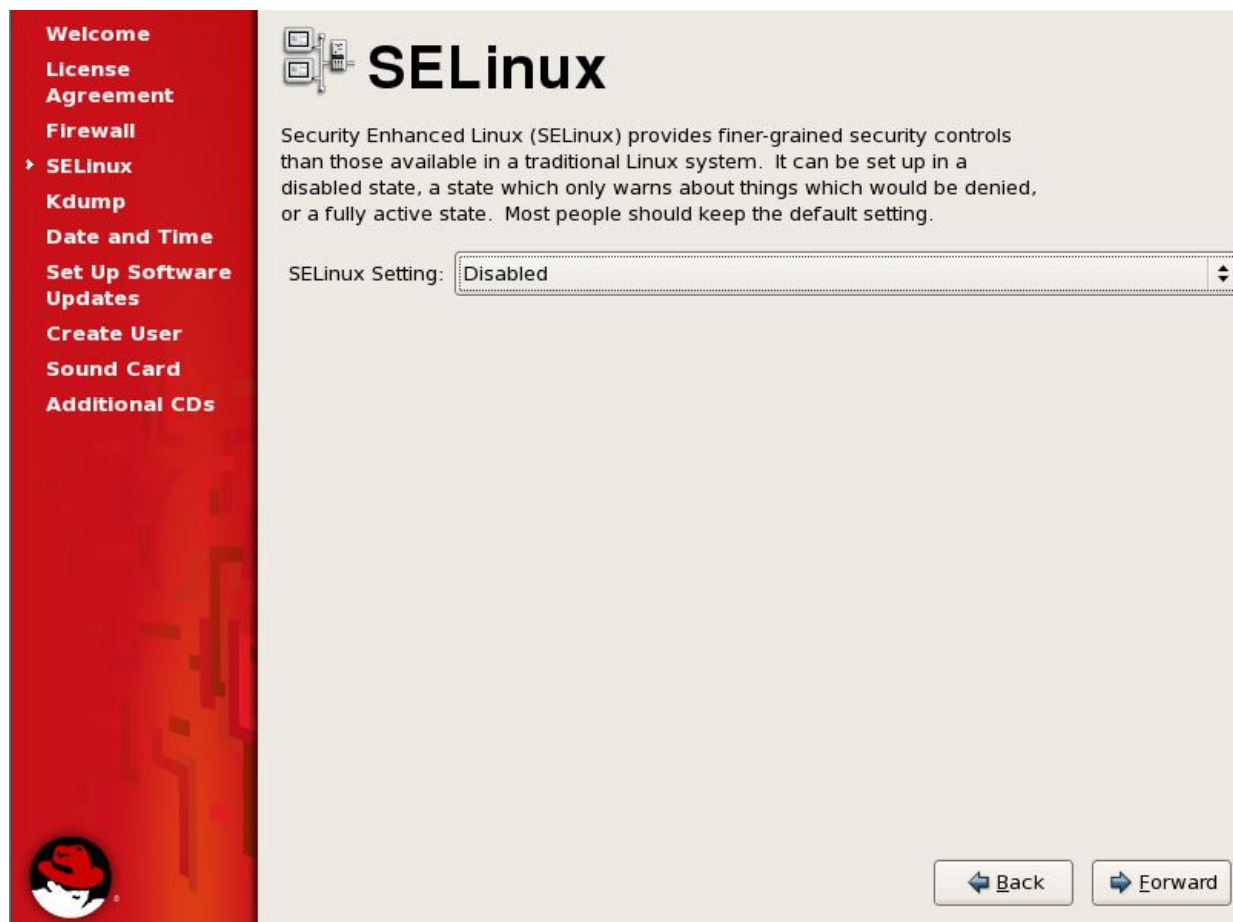 Welcome
License
Agreement
Firewall
SELinux
Kdump
Date and Time
Set Up Software
Updates
Create User
Sound Card
Additional CDs
SELinux
Security Enhanced Linux (SELinux) provides finer-grained security controls
than those available in a traditional Linux system.  It can be set up in a
disabled state, a state which only warns about things which would be denied,
or a fully active state.  Most people should keep the default setting.
SELinux Setting: Disabled
Back Forward